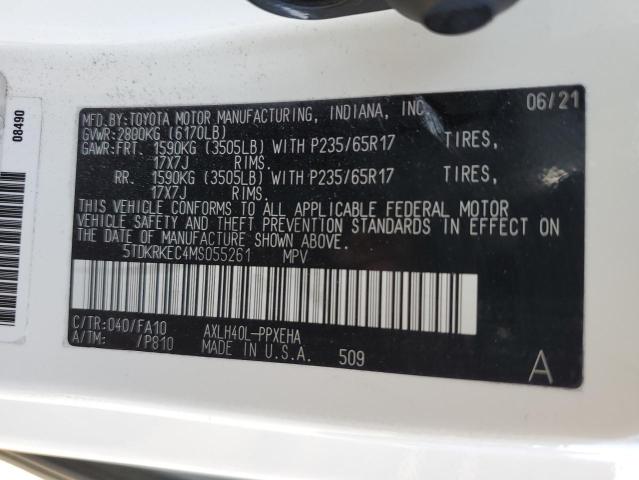 08490
MFD.BY:TOYOTA MOTOR MANUFACTURING, INDIANA, INC. 06/21
GVWR:2800KG (6170LB)
GAWR:FRT. 1590KG (3505LB) WITH P235/65R17 TIRES,
17X7J RIMS.
RR. 1590KG (3505LB) WITH P235/65R17 TIRES,
17X7J RIMS.
THIS VEHICLE CONFORMS TO ALL APPLICABLE FEDERAL MOTOR
VEHICLE SAFETY AND THEFT PREVENTION STANDARDS IN EFFECT ON
THE DATE OF MANUFACTURE SHOWN ABOVE.
5TDKRKEC4MS055261 MPV
C/TR:040/FA10 AXLH40L-PPXEHA
A/TM: /P810 MADE IN U.S.A. 509 A